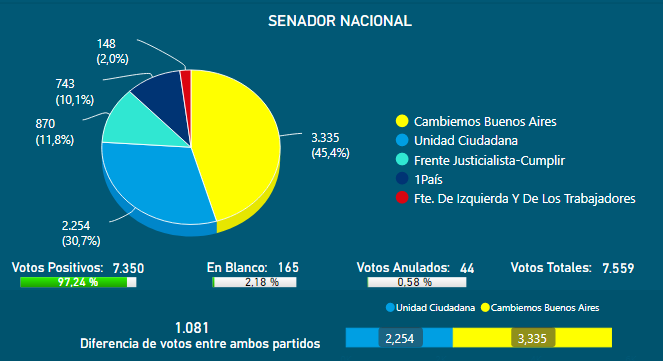 SENADOR NACIONAL
148
(2,0%)
743
(10,1%)
870
(11,8%)
3.335
(45,4%)
2.254
(30,7%)
Cambiemos Buenos Aires
Unidad Ciudadana
Frente Justicialista-Cumplir
1País
Fte. De Izquierda Y De Los Trabajadores
Votos Positivos: 7.350
97,24 %
En Blanco: 165
2,18 %
Votos Anulados: 44
0,58 %
Votos Totales: 7.559
Unidad Ciudadana Cambiemos Buenos Aires
1.081
Diferencia de votos entre ambos partidos
2,254 3,335